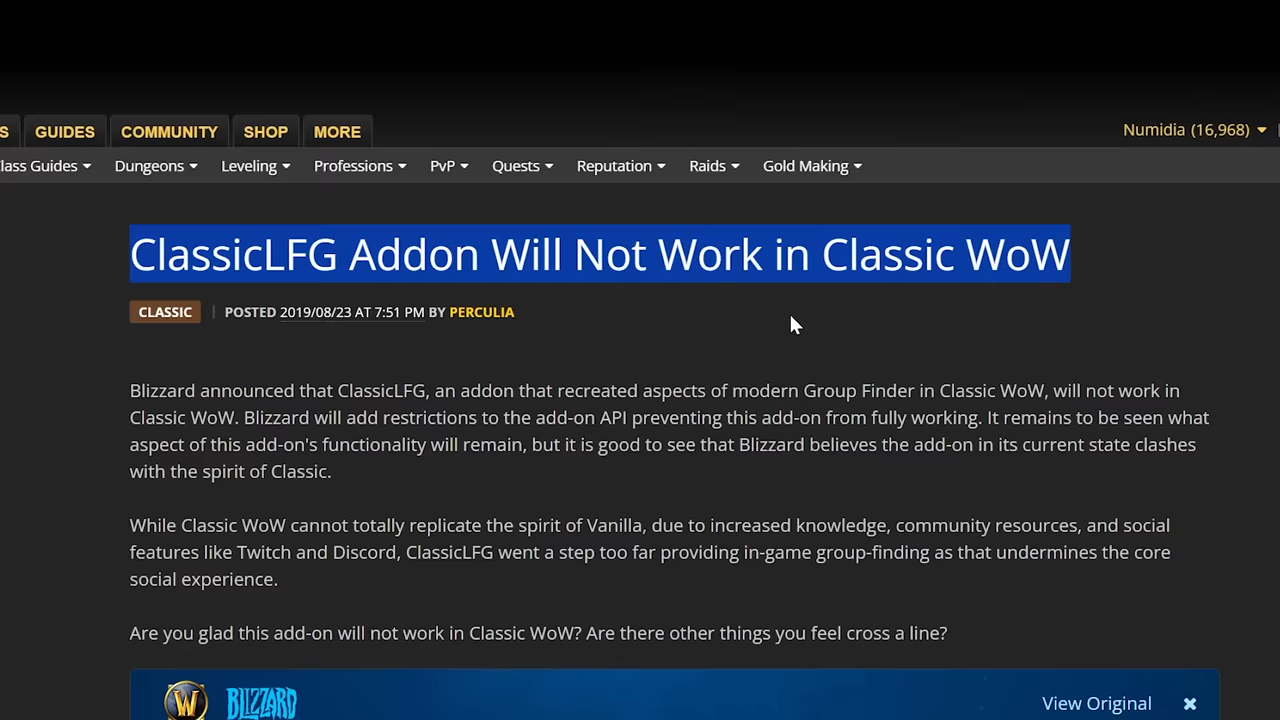 S GUIDES COMMUNITY SHOP MORE Numidia (16,968)
lass Guides Dungeons Leveling Professions PvP Quests Reputation Raids Gold Making
ClassicLFG Addon Will Not Work in Classic WoW
CLASSIC | POSTED 2019/08/23 AT 7:51 PM BY PERCULIA
Blizzard announced that ClassicLFG, an addon that recreated aspects of modern Group Finder in Classic WoW, will not work in
Classic WoW. Blizzard will add restrictions to the add-on API preventing this add-on from fully working. It remains to be seen what
aspect of this add-on's functionality will remain, but it is good to see that Blizzard believes the add-on in its current state clashes
with the spirit of Classic.
While Classic WoW cannot totally replicate the spirit of Vanilla, due to increased knowledge, community resources, and social
features like Twitch and Discord, ClassicLFG went a step too far providing in-game group-finding as that undermines the core
social experience.
Are you glad this add-on will not work in Classic WoW? Are there other things you feel cross a line?
W BLIZZARD View Original